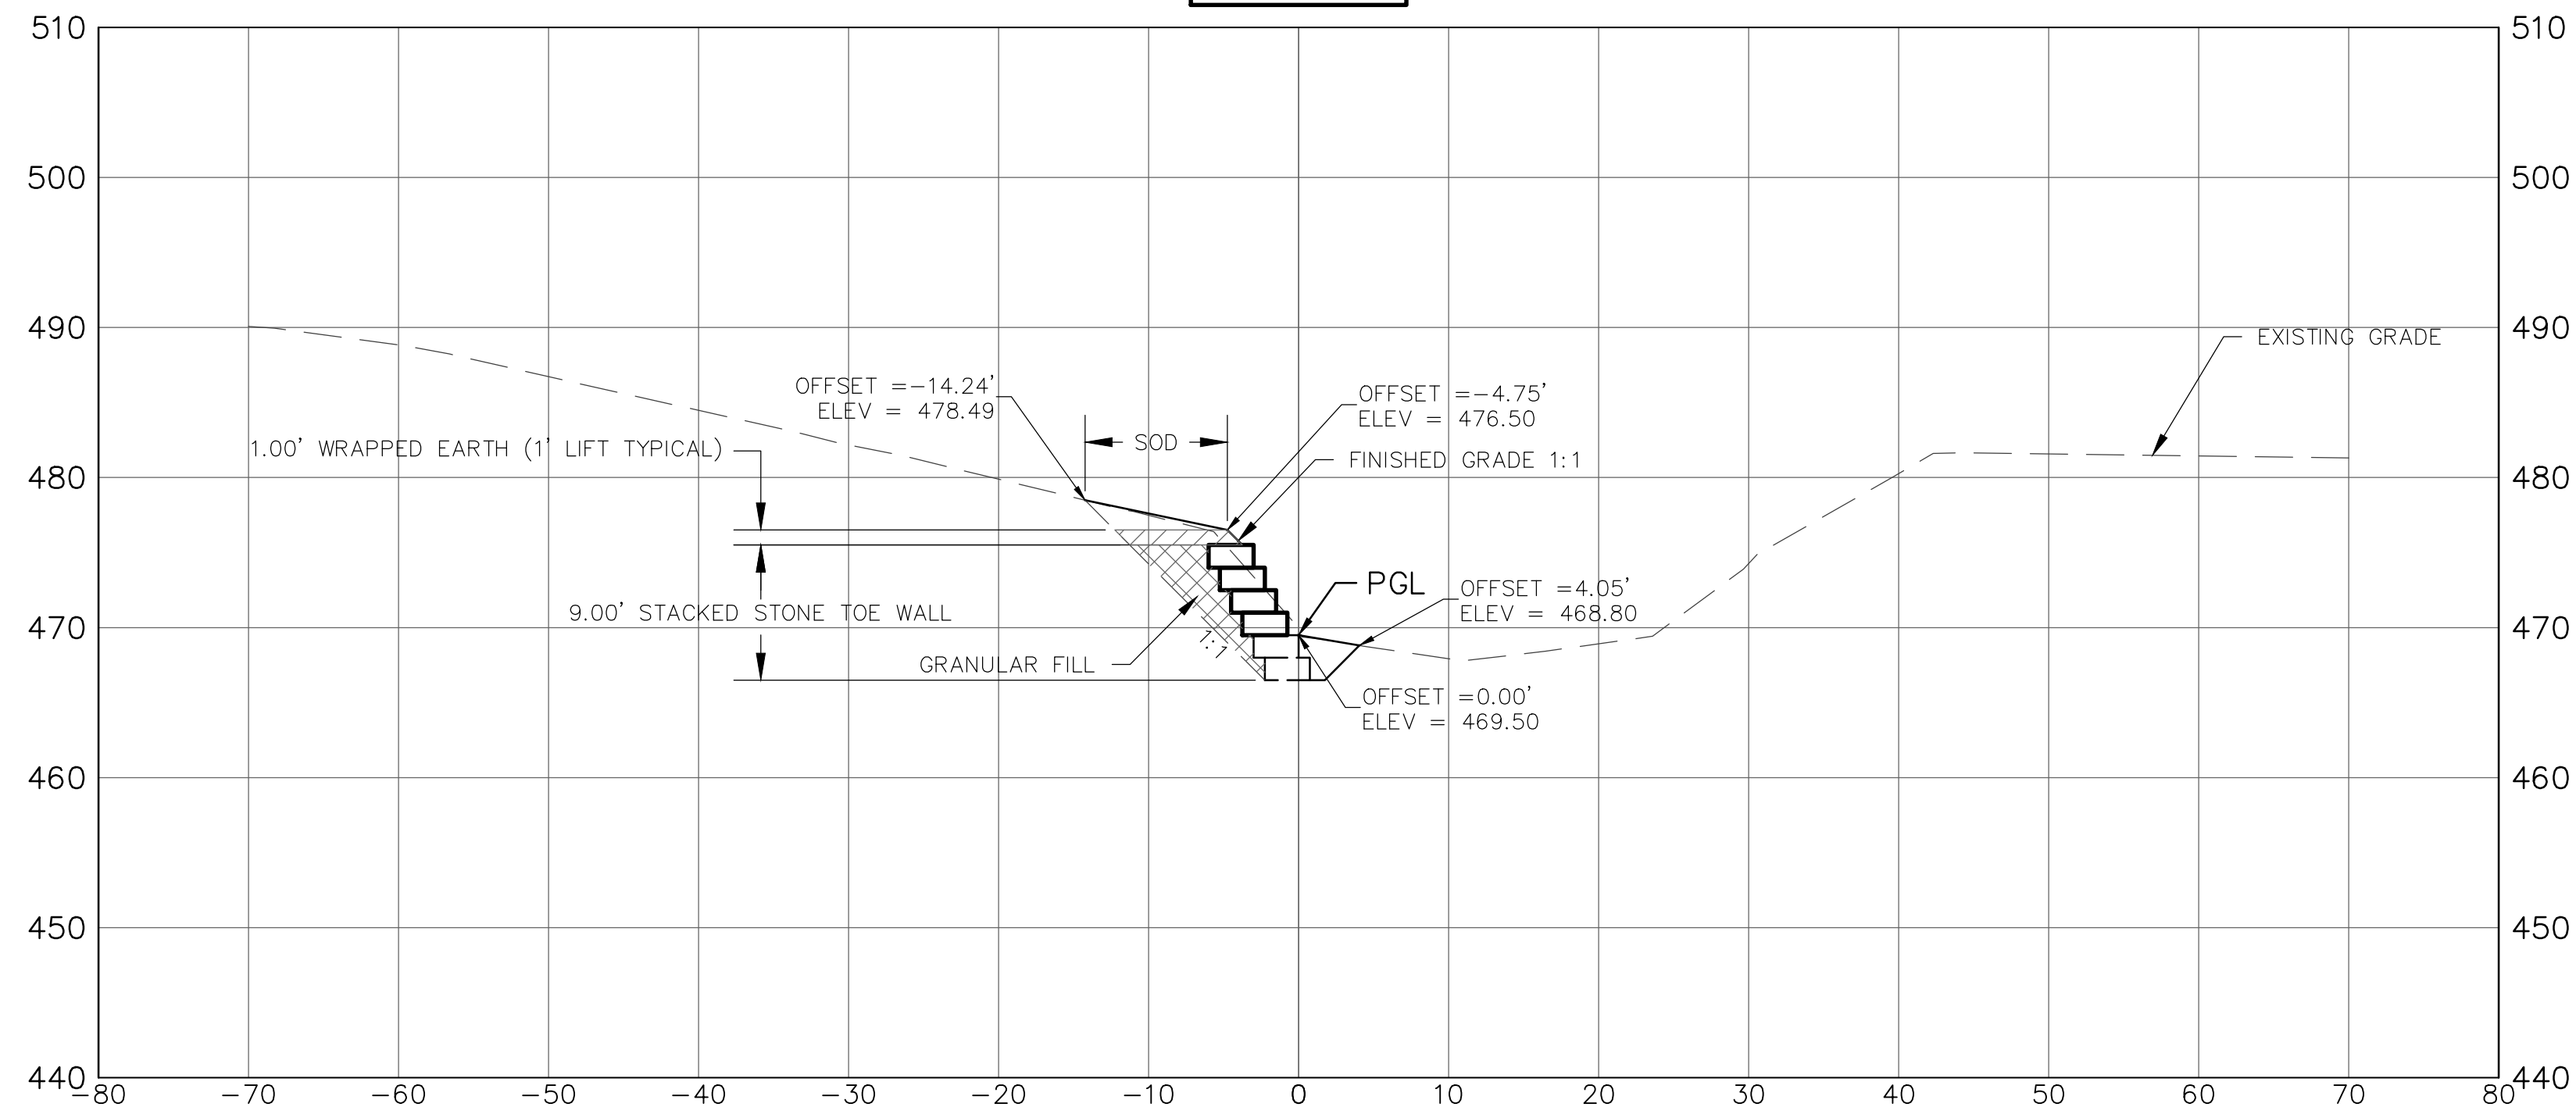 510
510
500
500
490
490
EXISTING GRADE
OFFSET =-14.24'
ELEV = 478.49
OFFSET =-4.75'
ELEV = 476.50
1.00' WRAPPED EARTH (1' LIFT TYPICAL)
SOD
FINISHED GRADE 1:1
480
480
PGL
OFFSET =4.05'
ELEV = 468.80
9.00' STACKED STONE TOE WALL
470
470
1:1
GRANULAR FILL
OFFSET =0.00'
ELEV = 469.50
460
460
450
450
440
440
-80 -70 -60 -50 -40 -30 -20 -10 0 10 20 30 40 50 60 70 80